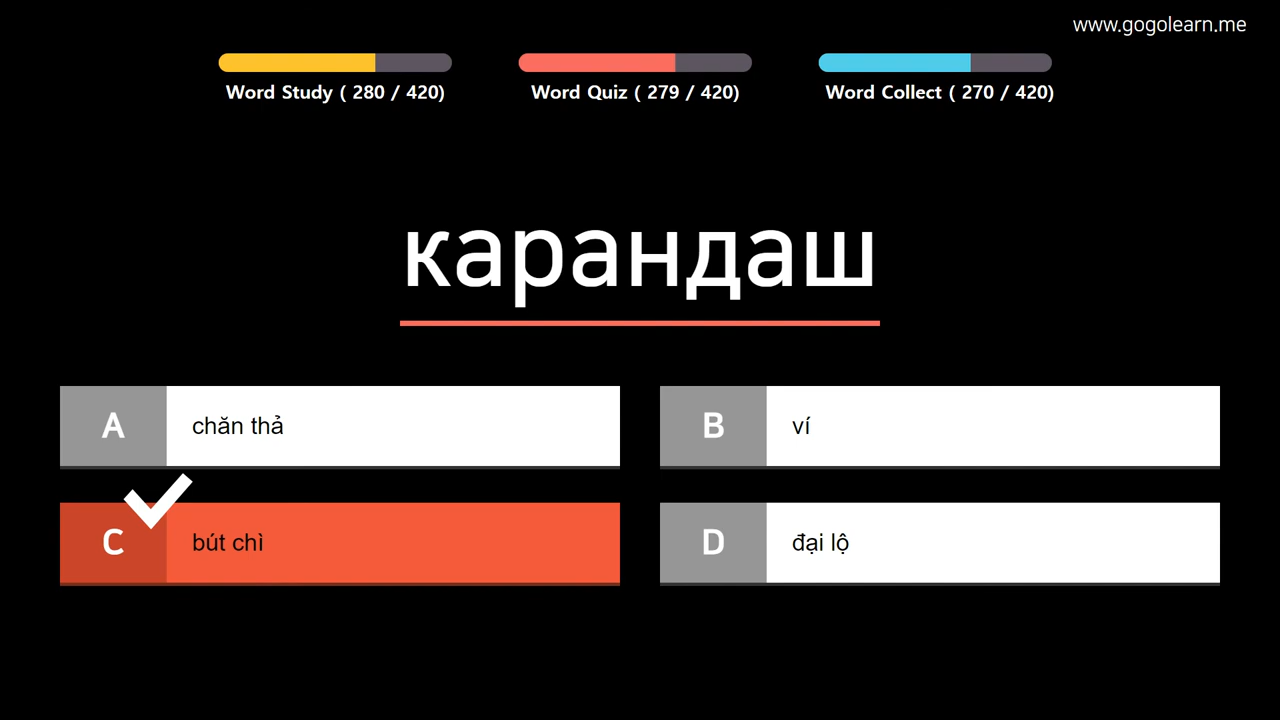 www.gogolearn.me
Word Study ( 280 / 420)
Word Quiz ( 279 / 420)
Word Collect ( 270 / 420)
карандаш
A chăn thả
B ví
C bút chì
D đại lộ